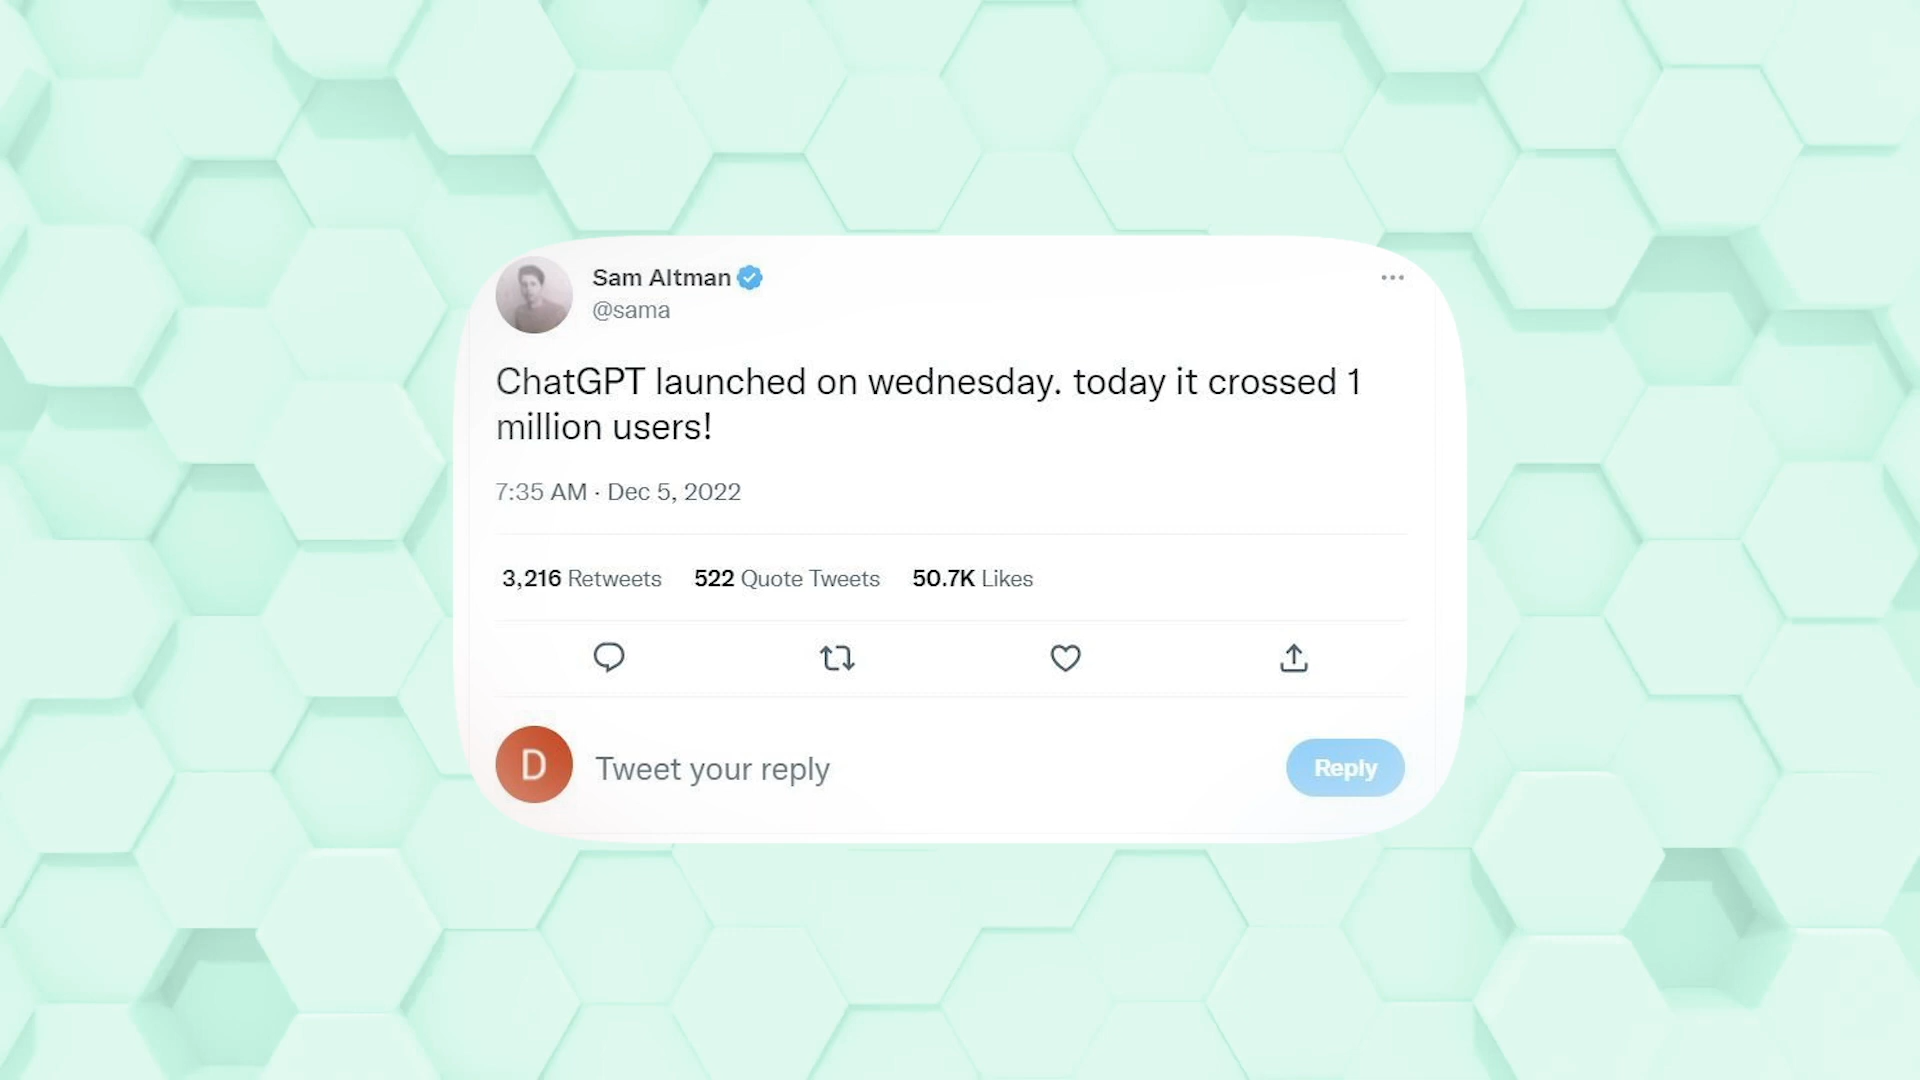 Sam Altman
@sama
ChatGPT launched on wednesday. today it crossed 1
million users!
7:35 AM · Dec 5, 2022
3,216 Retweets 522 Quote Tweets 50.7K Likes
D
Tweet your reply
Reply